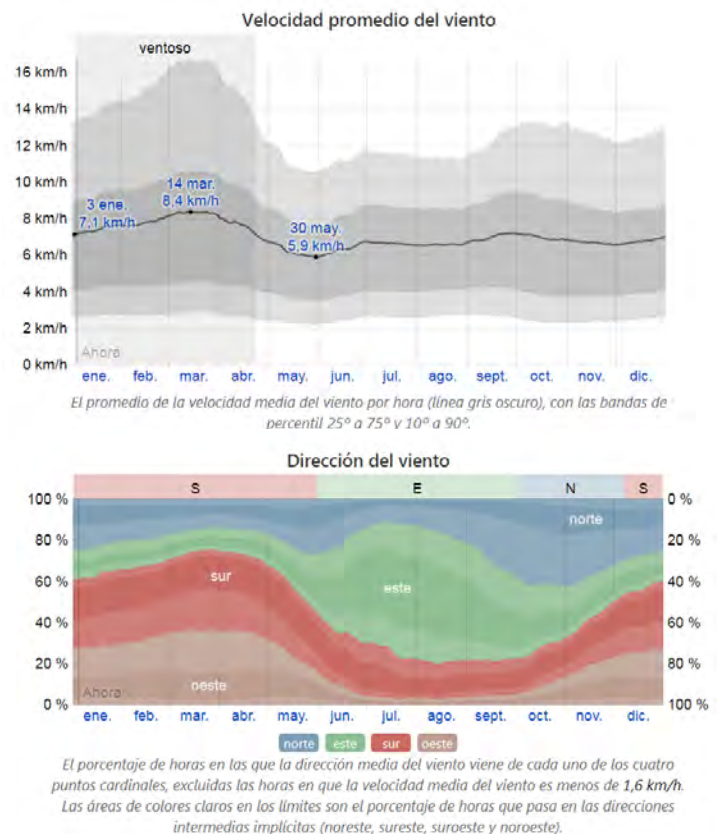 Velocidad promedio del viento
ventoso
16 km/h
14 km/h
12 km/h
10 km/h
8 km/h
6 km/h
4 km/h
2 km/h
0 km/h
14 mar.
8,4 km/h
3 ene.
7,1 km/h
30 may.
5,9 km/h
Ahora
ene. feb. mar. abr. may. jun. jul. ago. sept. oct. nov. dic.
El promedio de la velocidad media del viento por hora (línea gris oscuro), con las bandas de
percentil 25º a 75º y 10º a 90º.
Dirección del viento
S E N S
100 % 0 %
80 % 20 %
60 % 40 %
40 % 60 %
20 % 80 %
0 % 100 %
norte
sur
este
oeste
Ahora
ene. feb. mar. abr. may. jun. jul. ago. sept. oct. nov. dic.
norte este sur oeste
El porcentaje de horas en las que la dirección media del viento viene de cada uno de los cuatro
puntos cardinales, excluidas las horas en que la velocidad media del viento es menos de 1,6 km/h.
Las áreas de colores claros en los límites son el porcentaje de horas que pasa en las direcciones
intermedias implícitas (noreste, sureste, suroeste y noroeste).